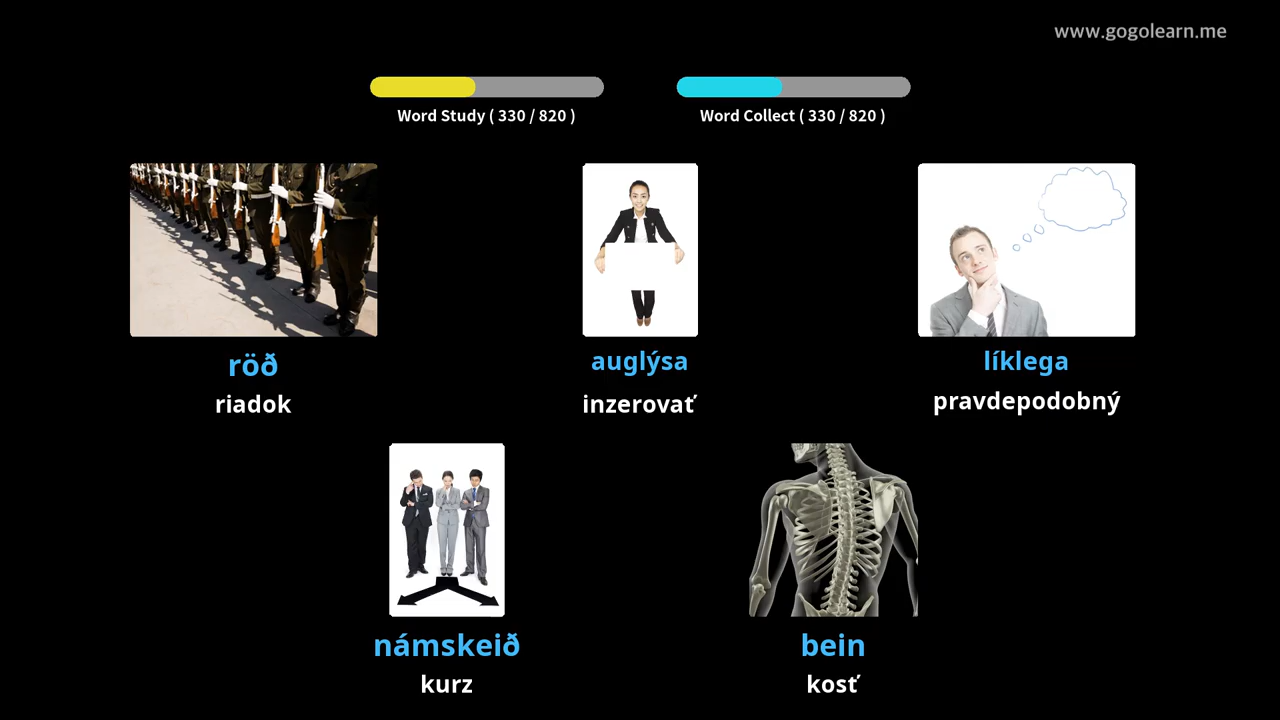 www.gogolearn.me
Word Study ( 330 / 820 )
Word Collect ( 330 / 820 )
röð
riadok
auglýsa
inzerovať
líklega
pravdepodobný
námskeið
kurz
bein
kosť